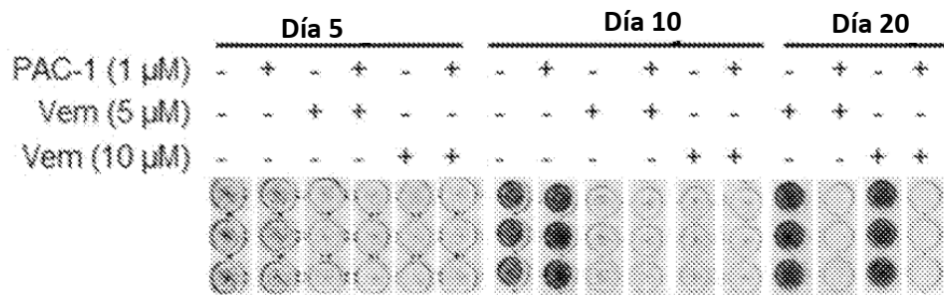 Día 5 Día 10 Día 20
PAC-1 (1 µM) - + - + - + - + - + - + - + - +
Vem (5 µM) - - + + - - - - + + - - + + - -
Vem (10 µM) - - - - + + - - - - + + - - + +